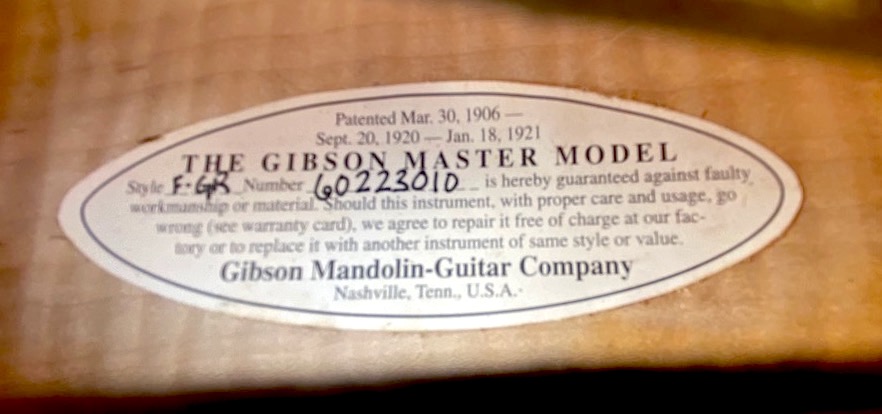 Patented Mar. 30, 1906 —
Sept. 20, 1920 — Jan. 18, 1921
THE GIBSON MASTER MODEL
Style Number 60223010 is hereby guaranteed against faulty
workmanship or material. Should this instrument, with proper care and usage, go
wrong (see warranty card), we agree to repair it free of charge at our fac-
tory or to replace it with another instrument of same style or value.
Gibson Mandolin-Guitar Company
Nashville, Tenn., U.S.A.